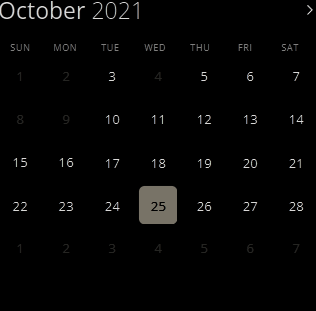 October 2021 >
SUN MON TUE WED THU FRI SAT
1 2 3 4 5 6 7
8 9 10 11 12 13 14
15 16 17 18 19 20 21
22 23 24 25 26 27 28
1 2 3 4 5 6 7